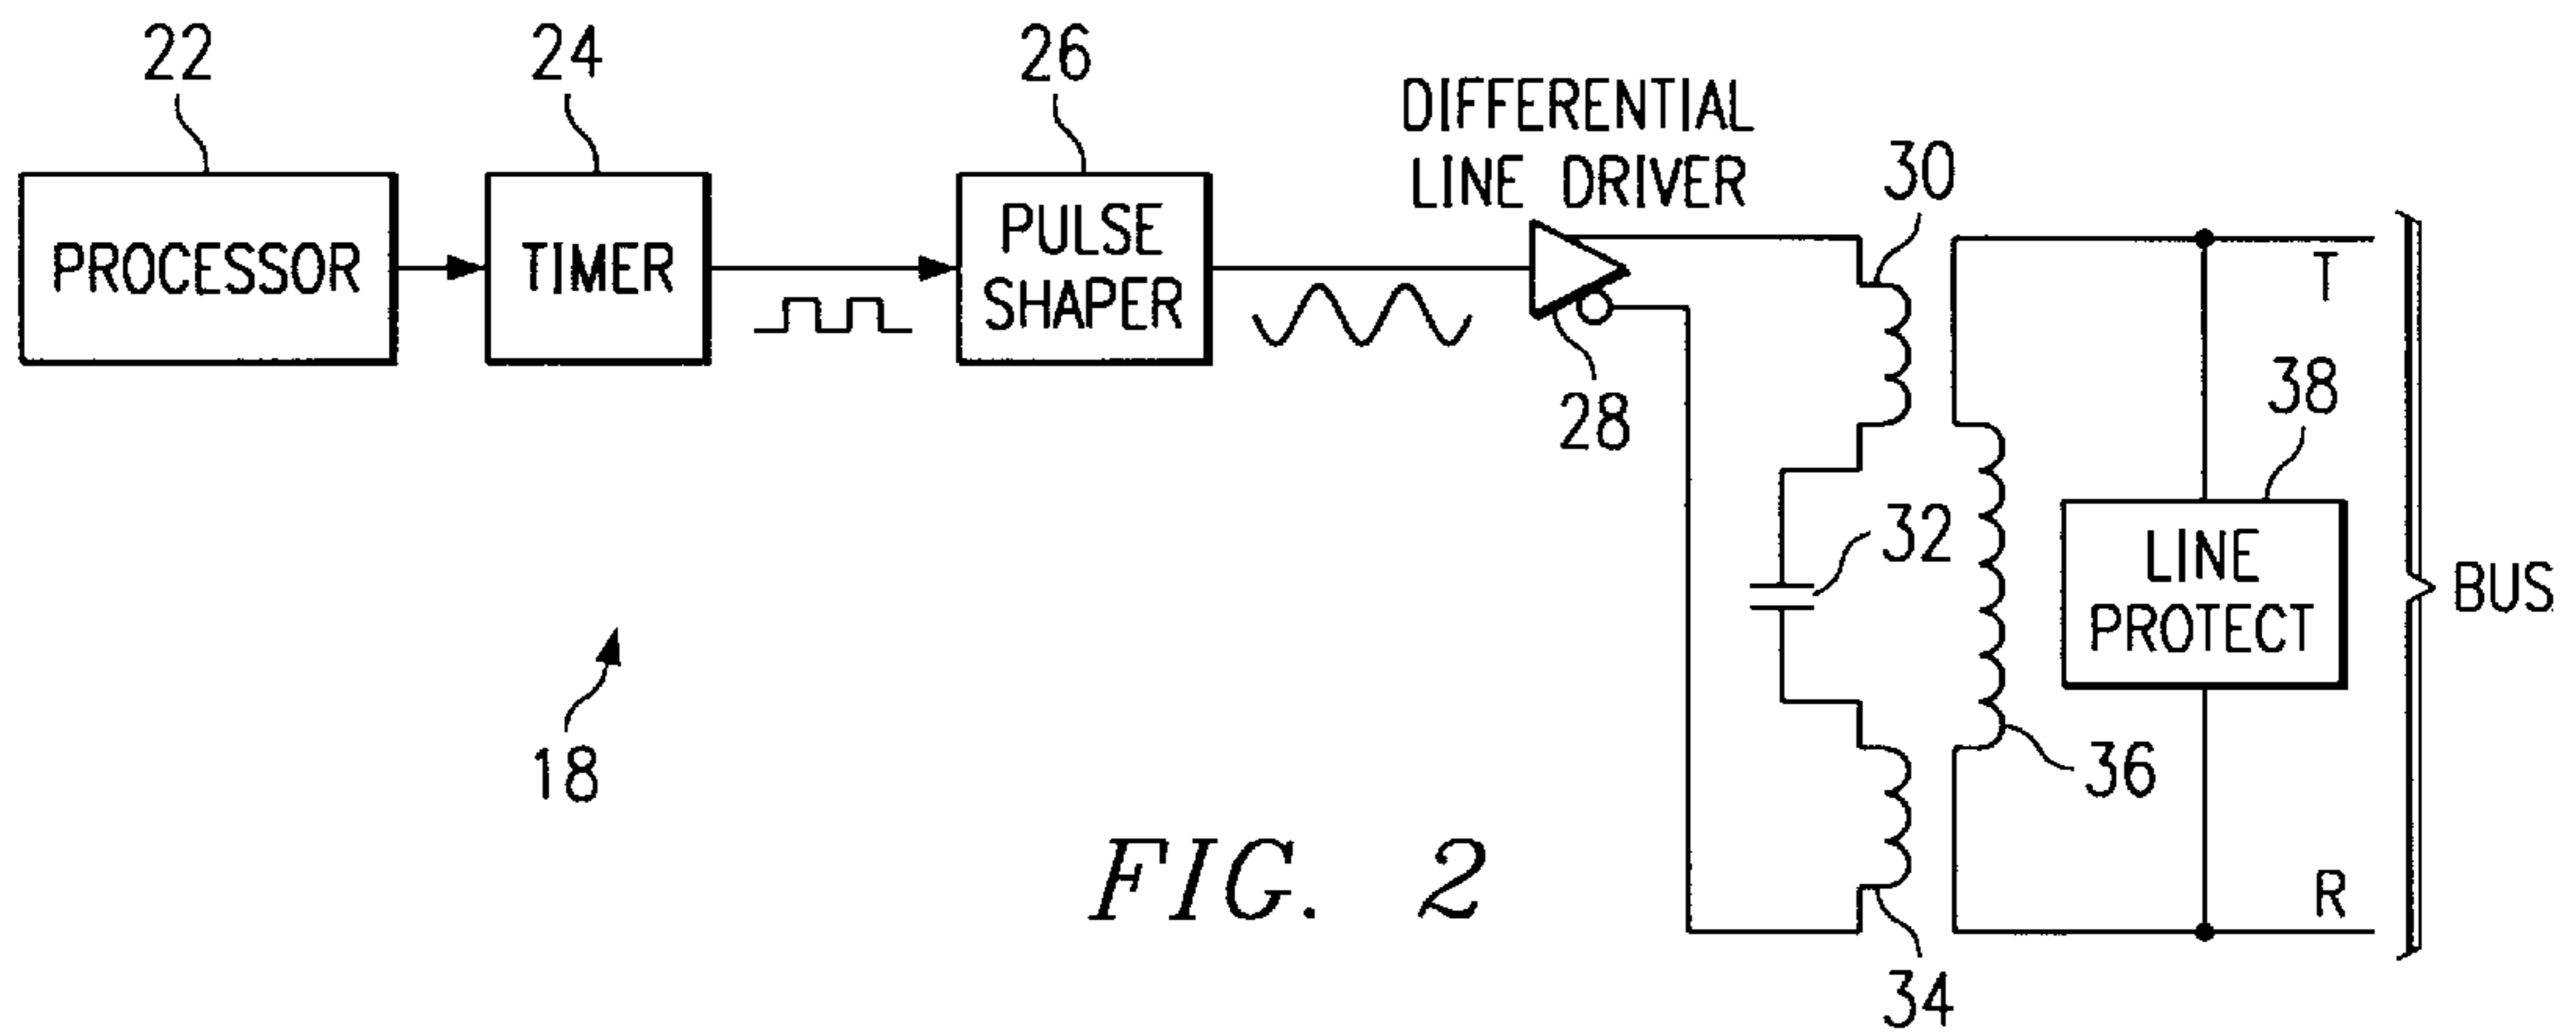 22
24
26
DIFFERENTIAL
LINE DRIVER
30
PROCESSOR
TIMER
PULSE
SHAPER
T
28
38
32
LINE
PROTECT
BUS
18
36
FIG. 2
R
34